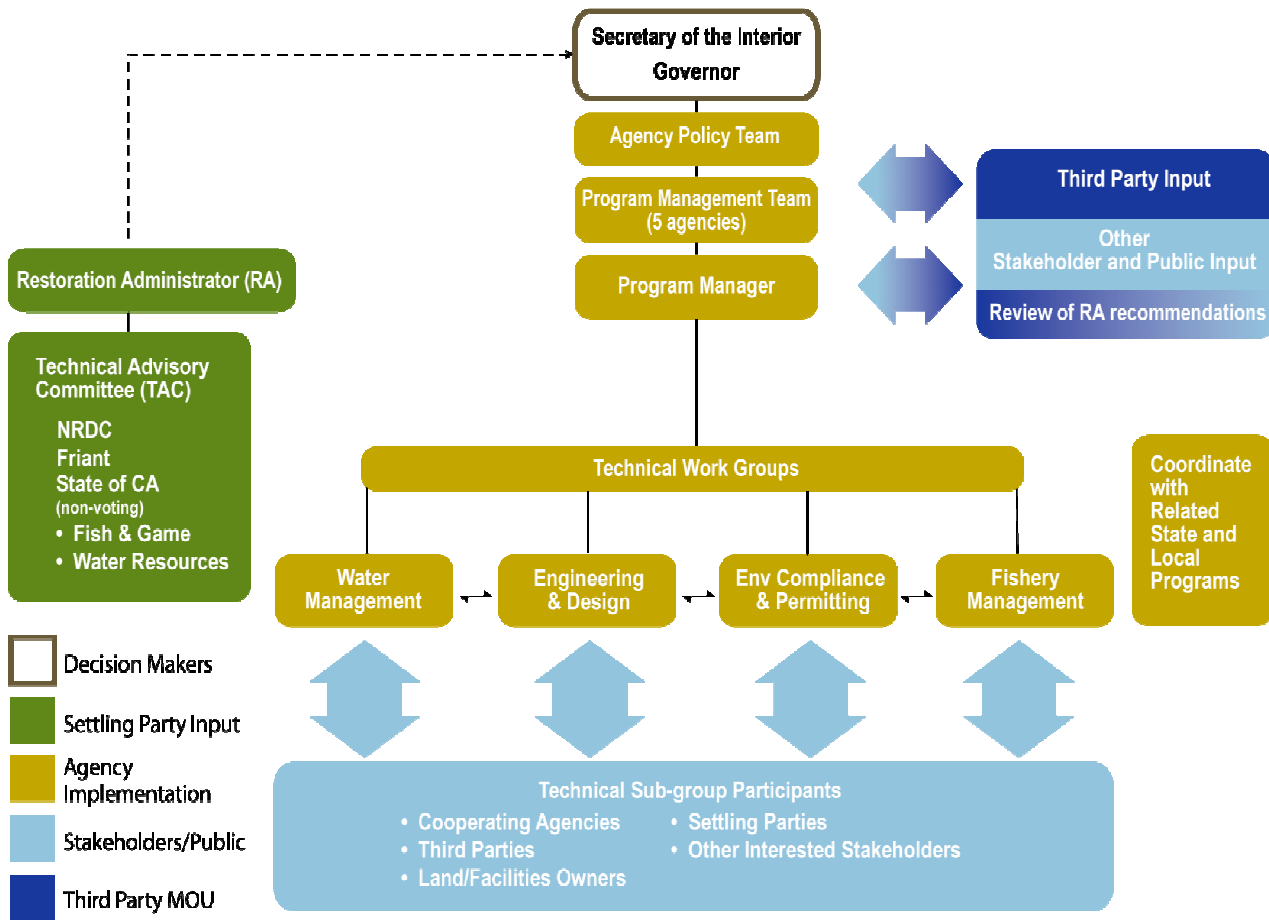 Secretary of the Interior
Governor
Agency Policy Team
Program Management Team
(5 agencies)
Program Manager
Third Party Input
Other
Stakeholder and Public Input
Review of RA recommendations
Restoration Administrator (RA)
Technical Advisory
Committee (TAC)
NRDC
Friant
State of CA
(non-voting)
• Fish & Game
• Water Resources
Technical Work Groups
Coordinate
with
Related
State and
Local
Programs
Water
Management
Engineering
& Design
Env Compliance
& Permitting
Fishery
Management
Decision Makers
Settling Party Input
Agency
Implementation
Stakeholders/Public
Third Party MOU
Technical Sub-group Participants
• Cooperating Agencies
• Third Parties
• Land/Facilities Owners
• Settling Parties
• Other Interested Stakeholders